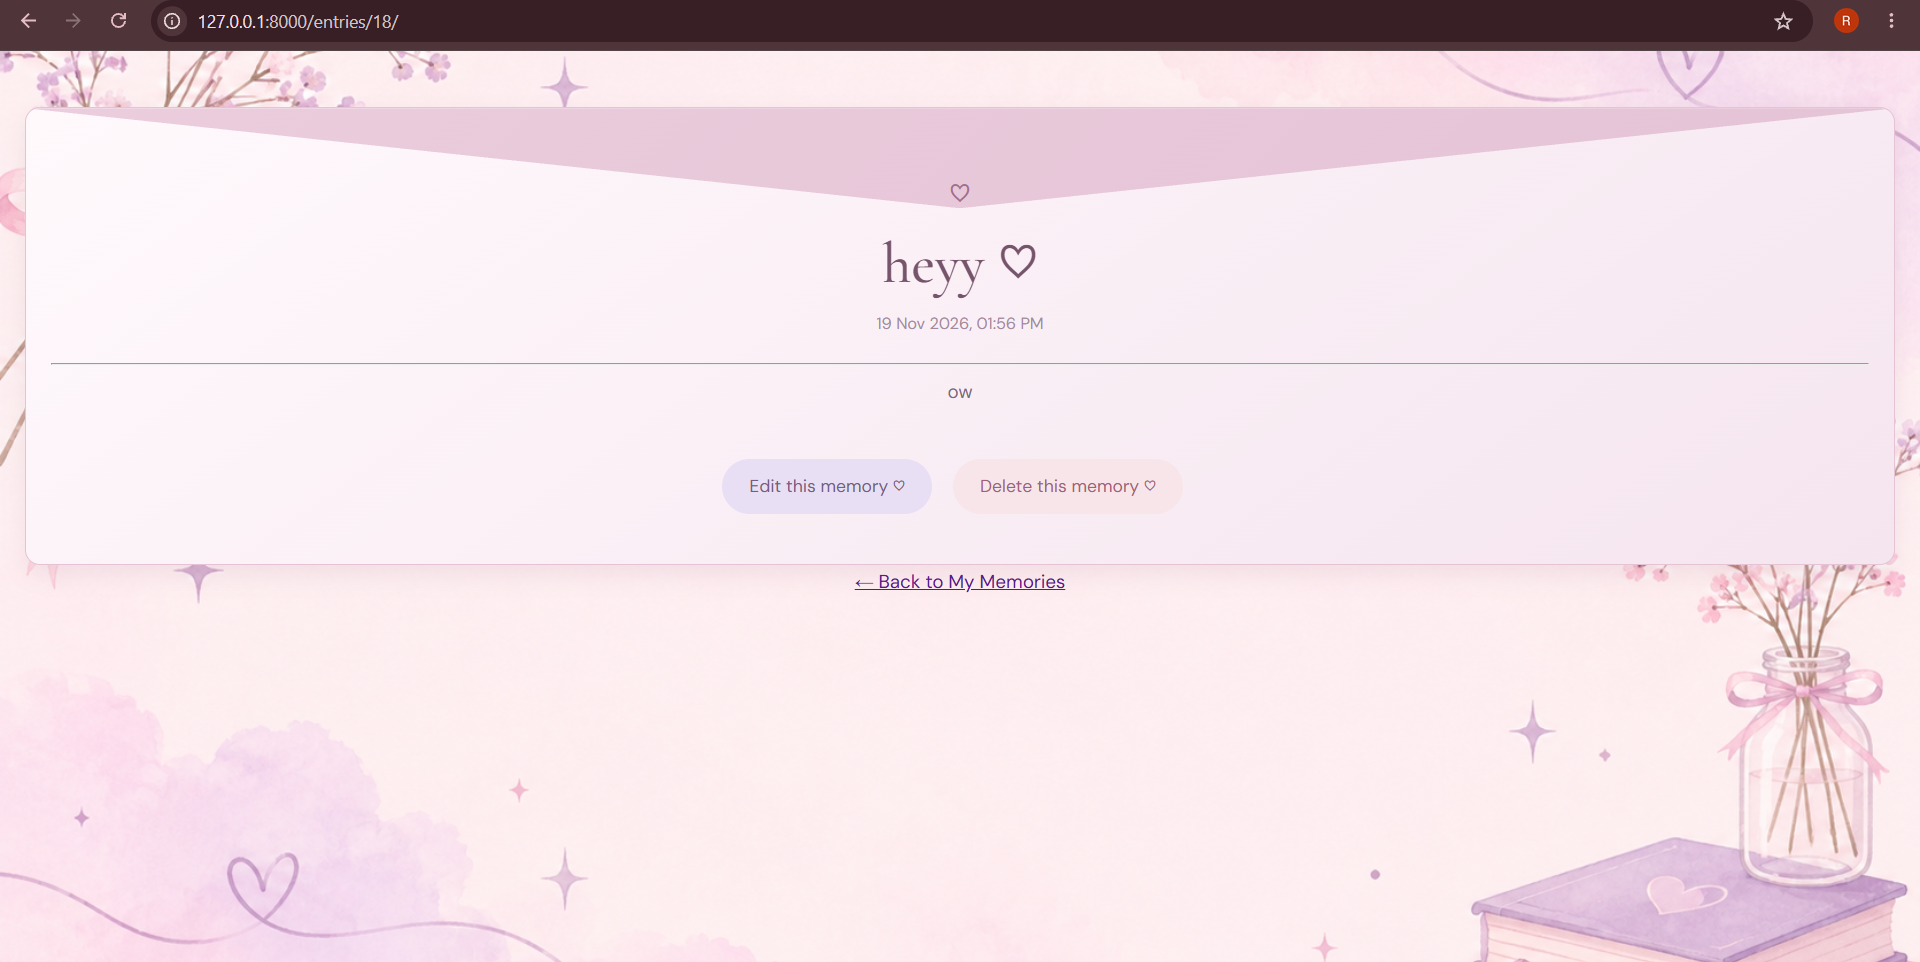 127.0.0.1:8000/entries/18/
R
♡
heyy ♡
19 Nov 2026, 01:56 PM
ow
Edit this memory ♡ Delete this memory ♡
← Back to My Memories